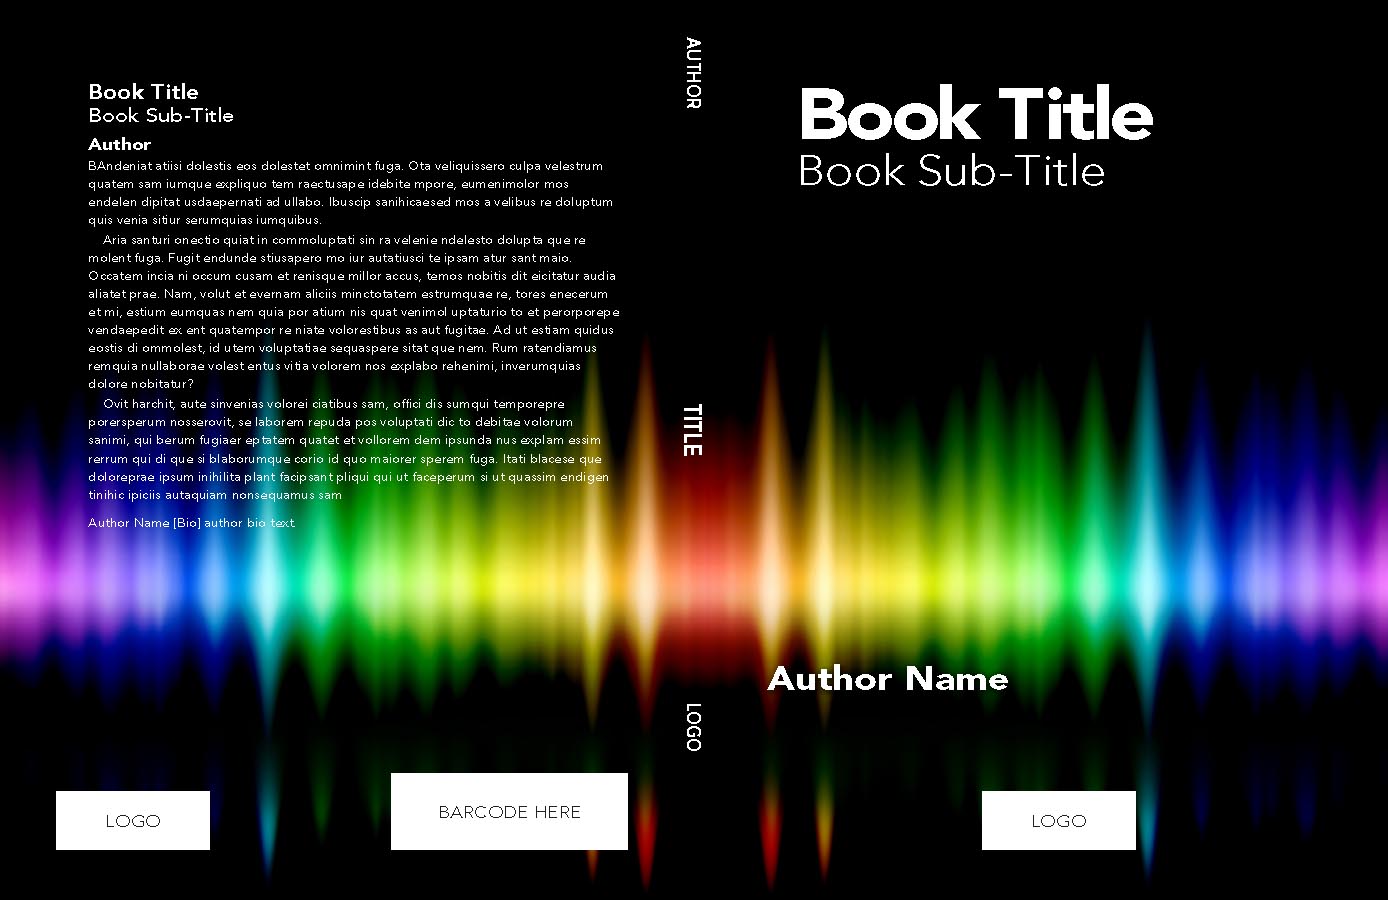 Book Title
Book Sub-Title
Author
BAndeniat atiisi dolestis eos dolestet omnimint fuga. Ota veliquissero culpa velestrum
quatem sam iumque expliquo tem raectusape idebite mpore, eumenimolor mos
endelen dipitat usdaepernati ad ullabo. Ibuscip sanihicaesed mos a velibus re doluptum
quis venia sitiur serumquias iumquibus.
Aria santuri onectio quiat in commoluptati sin ra velenie ndelesto dolupta que re
molent fuga. Fugit endunde stiusapero mo iur autatiusci te ipsam atur sant maio.
Occatem incia ni occum cusam et renisque millor accus, temos nobitis dit eicitatur audia
aliatet prae. Nam, volut et evernam aliciis minctotatem estrumquae re, tores enecerum
et mi, estium eumquas nem quia por atium nis quat venimol uptaturio to et perorporepe
vendaepedit ex ent quatempor re niate volorestibus as aut fugitae. Ad ut estiam quidus
eostis di ommolest, id utem voluptatiae sequaspere sitat que nem. Rum ratendiamus
remquia nullaborae volest entus vitia volorem nos explabo rehenimi, inverumquias
dolore nobitatur?
Ovit harchit, aute sinvenias volorei ciatibus sam, offici dis sumqui temporepre
porersperum nosserovit, se laborem repuda pos voluptati dic to debitae volorum
sanimi, qui berum fugiaer eptatem quatet et vollorem dem ipsunda nus explam essim
rerrum qui di que si blaborumque corio id quo maiorer sperem fuga. Itati blacese que
doloreprae ipsum inihilita plant facipsant pliqui qui ut faceperum si ut quassim endigen
tinihic ipiciis autaquiam nonsequamus sam
Author Name [Bio] author bio text
LOGO
BARCODE HERE
AUTHOR
TITLE
LOGO
Book Title
Book Sub-Title
Author Name
LOGO